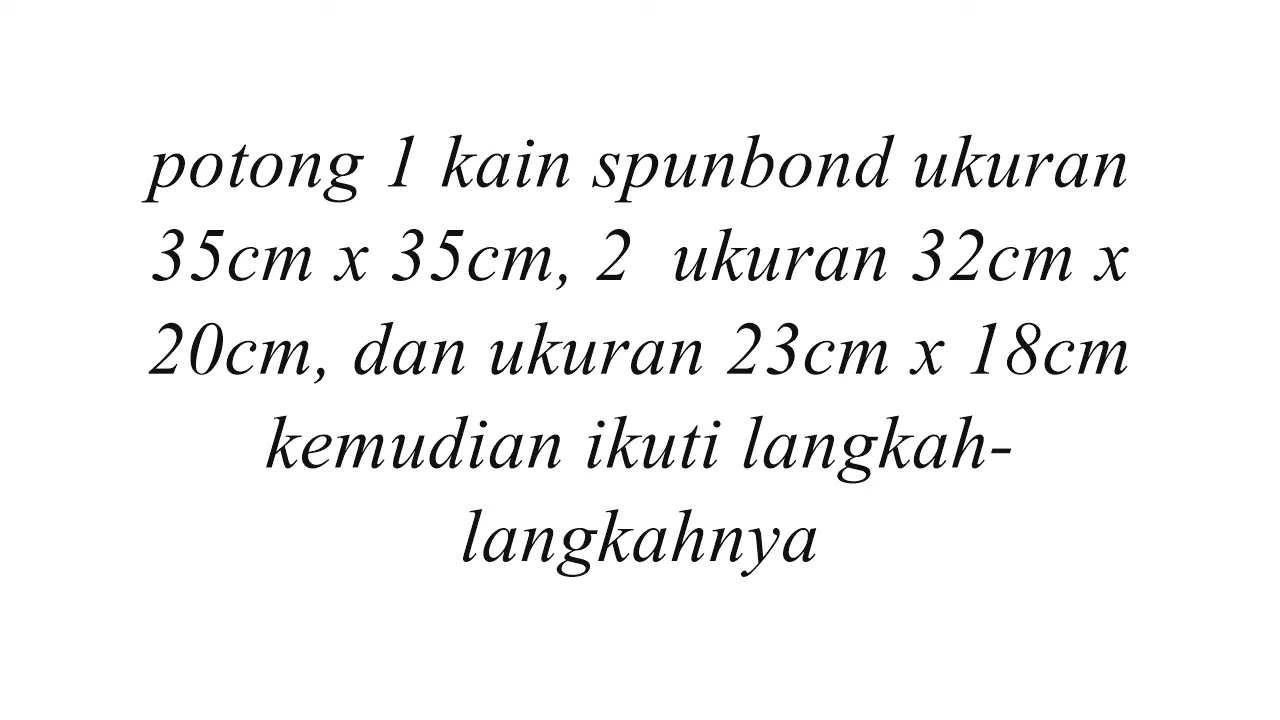 potong 1 kain spunbond ukuran
35cm x 35cm, 2  ukuran 32cm x
20cm, dan ukuran 23cm x 18cm
kemudian ikuti langkah-
langkahnya